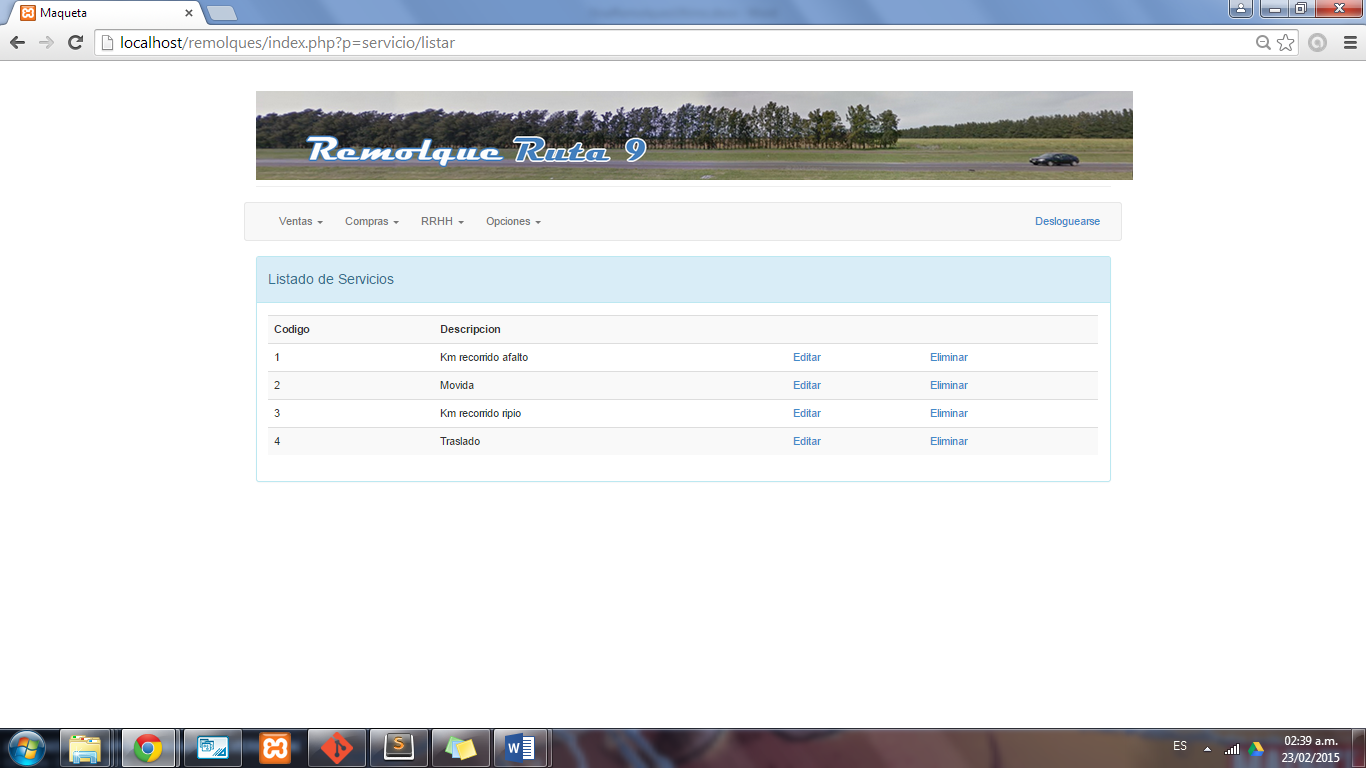 Maqueta
localhost/remolques/index.php?p=servicio/listar
Remolque Ruta 9
Ventas Compras RRHH Opciones Desloguearse
Listado de Servicios
Codigo Descripcion
1 Km recorrido afalto Editar Eliminar
2 Movida Editar Eliminar
3 Km recorrido ripio Editar Eliminar
4 Traslado Editar Eliminar
ES
02:39 a.m.
23/02/2015